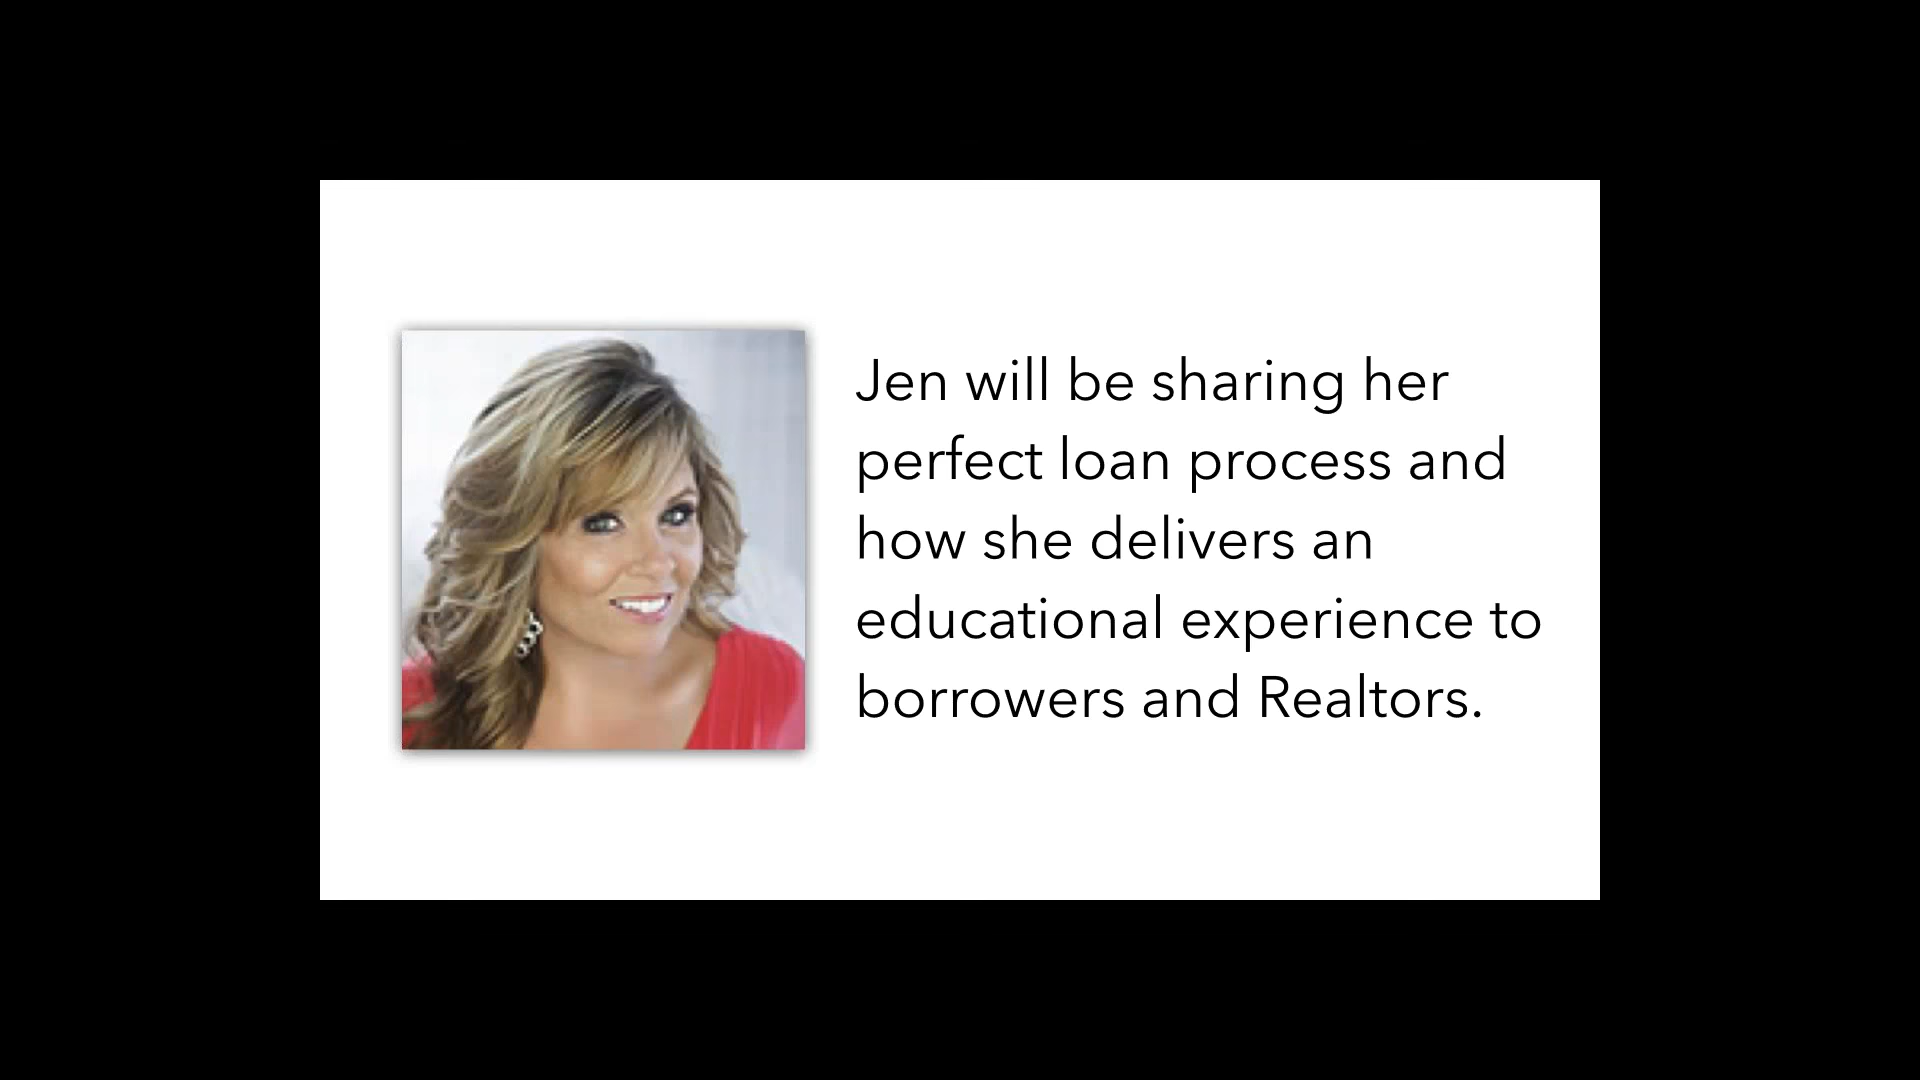 Jen will be sharing her
perfect loan process and
how she delivers an
educational experience to
borrowers and Realtors.